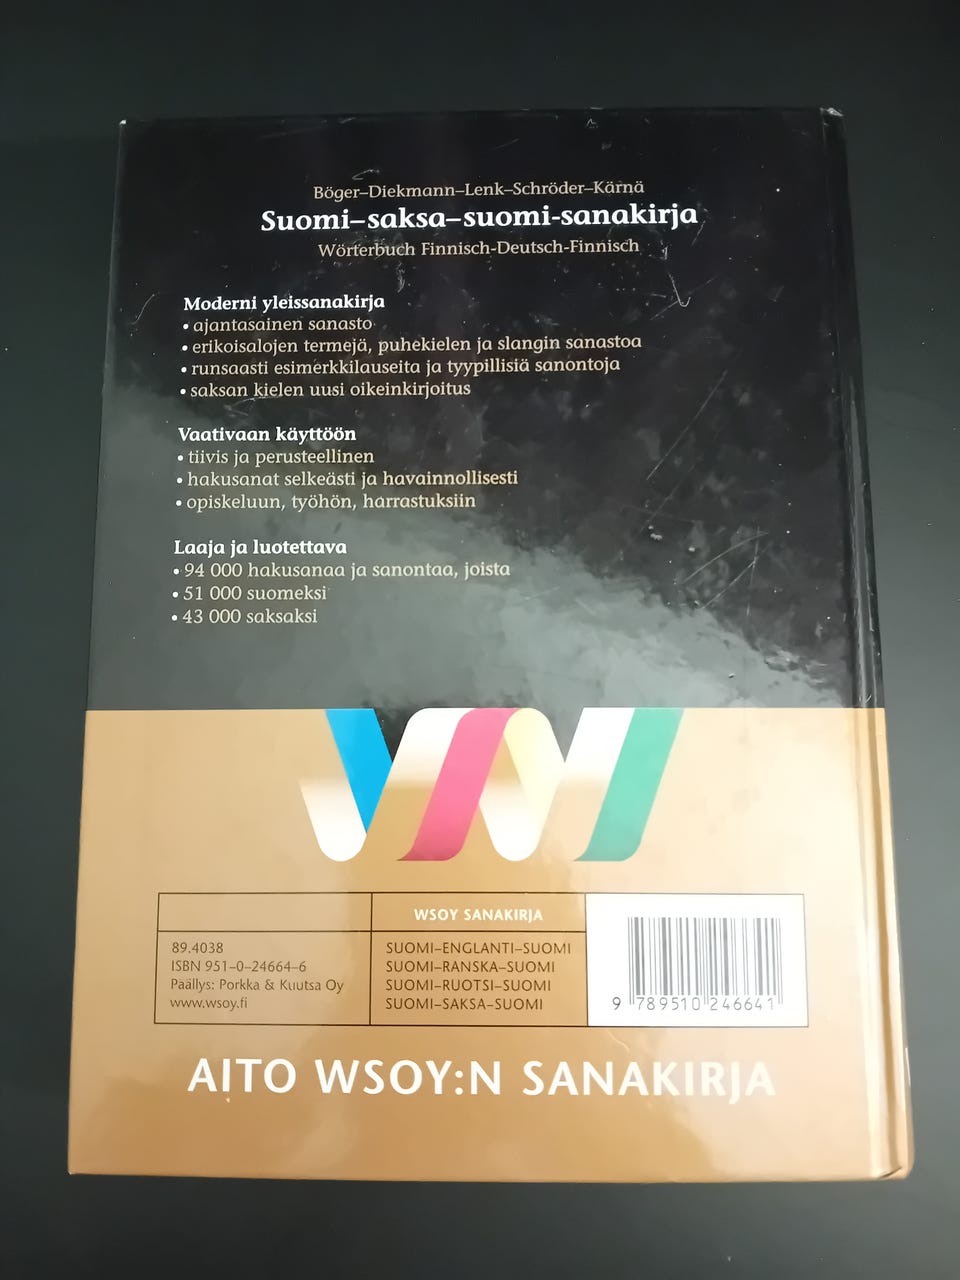 Böger–Diekmann–Lenk–Schröder–Kärnä
Suomi–saksa–suomi-sanakirja
Wörterbuch Finnisch-Deutsch-Finnisch
Moderni yleissanakirja
• ajantasainen sanasto
• erikoisalojen termejä, puhekielen ja slangin sanastoa
• runsaasti esimerkkilauseita ja tyypillisiä sanontoja
• saksan kielen uusi oikeinkirjoitus
Vaativaan käyttöön
• tiivis ja perusteellinen
• hakusanat selkeästi ja havainnollisesti
• opiskeluun, työhön, harrastuksiin
Laaja ja luotettava
• 94 000 hakusanaa ja sanontaa, joista
• 51 000 suomeksi
• 43 000 saksaksi
89.4038
ISBN 951–0–24664–6
Päällys: Porkka & Kuutsa Oy
www.wsoy.fi
WSOY SANAKIRJA
SUOMI–ENGLANTI–SUOMI
SUOMI–RANSKA–SUOMI
SUOMI–RUOTSI–SUOMI
SUOMI–SAKSA–SUOMI
9 789510 246641
AITO WSOY:N SANAKIRJA